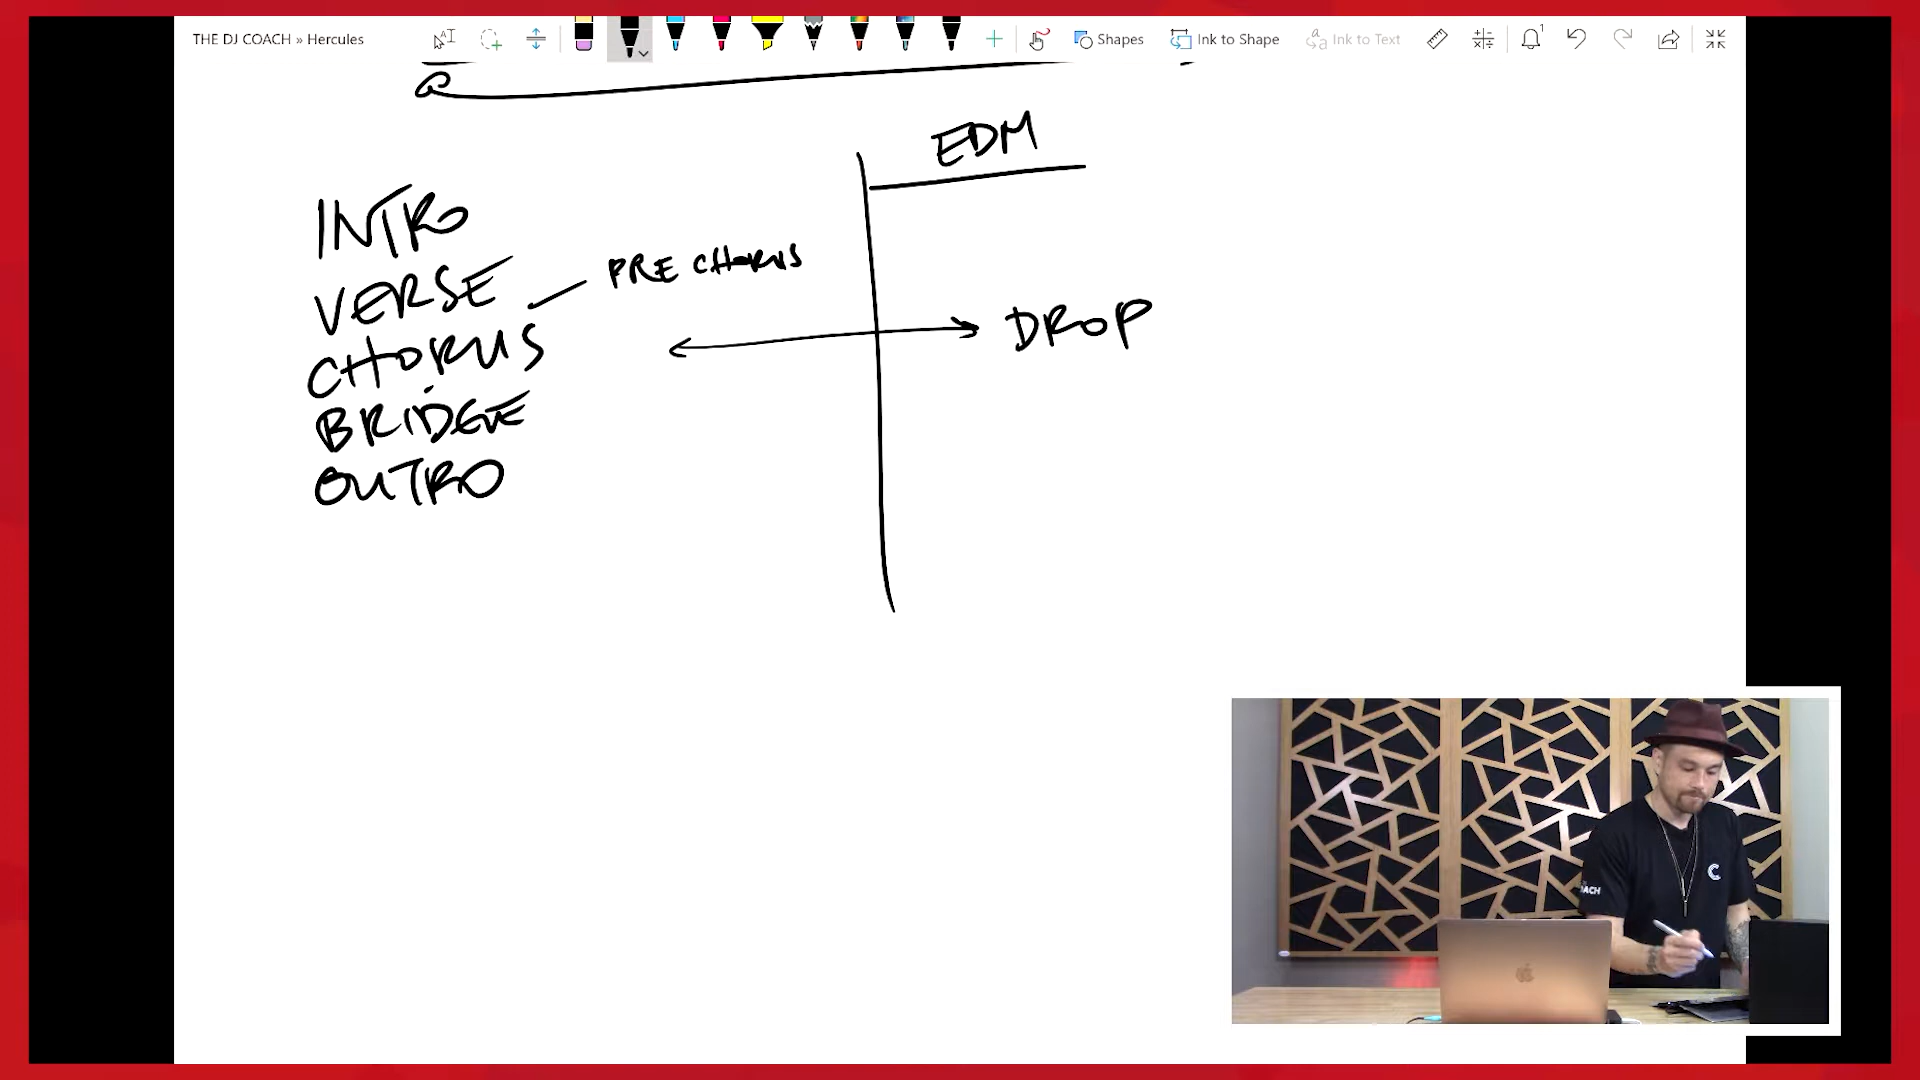 THE DJ COACH » Hercules
Shapes
Ink to Shape
Ink to Text
EDM
INTRO
VERSE
PRE CHORUS
CHORUS
DROP
BRIDGE
OUTRO
C
OACH